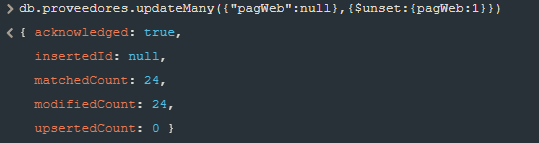 > db.proveedores.updateMany({"pagWeb":null},{$unset:{pagWeb:1}})
< { acknowledged: true,
insertedId: null,
matchedCount: 24,
modifiedCount: 24,
upsertedCount: 0 }